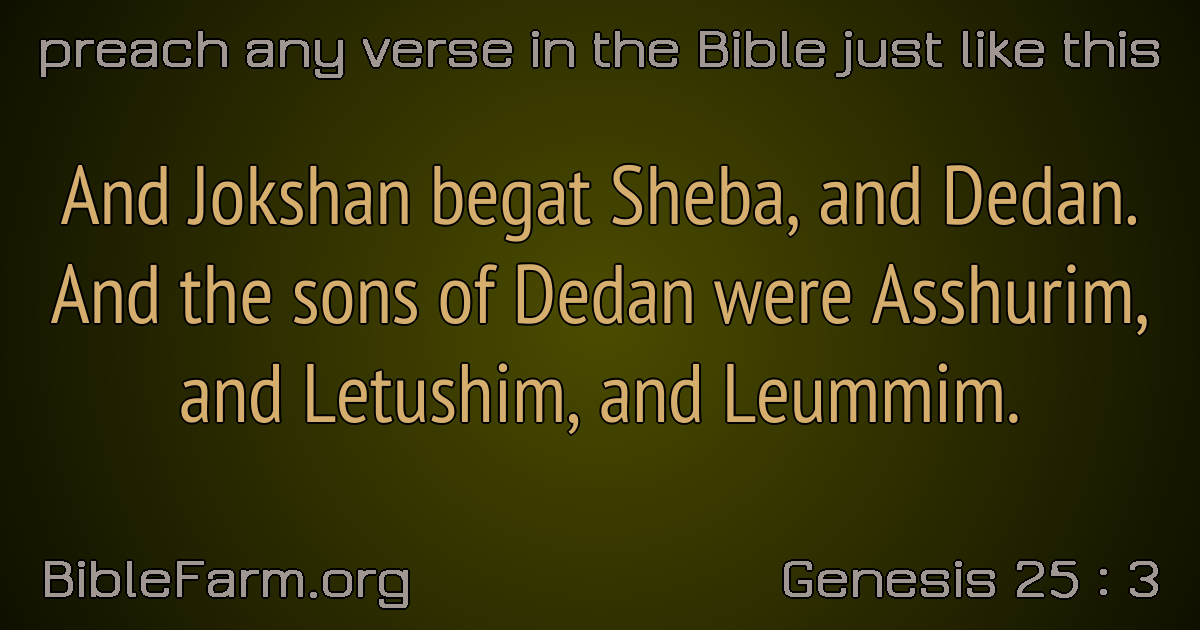 preach any verse in the Bible just like this
And Jokshan begat Sheba, and Dedan.
And the sons of Dedan were Asshurim,
and Letushim, and Leummim.
BibleFarm.org
Genesis 25 : 3